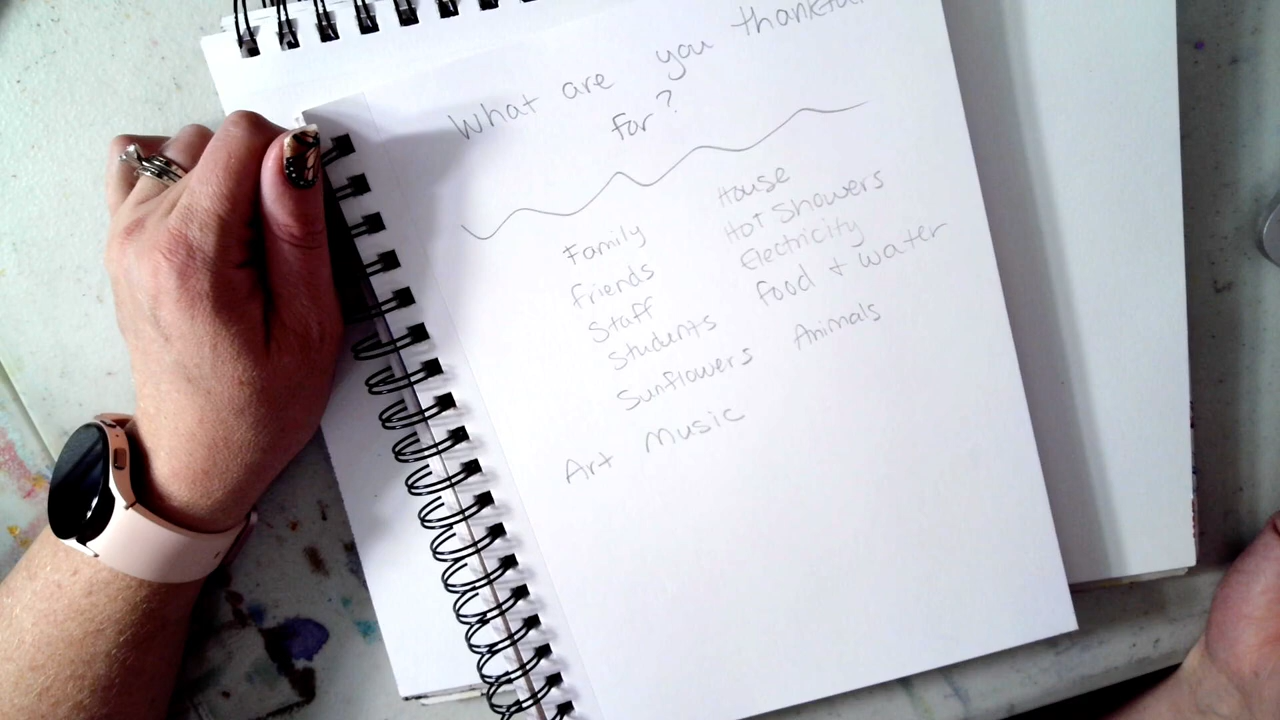 What are you thankful
for?
Family
friends
Staff
Students
Sunflowers
House
Hot Showers
Electricity
food + water
Animals
Art Music